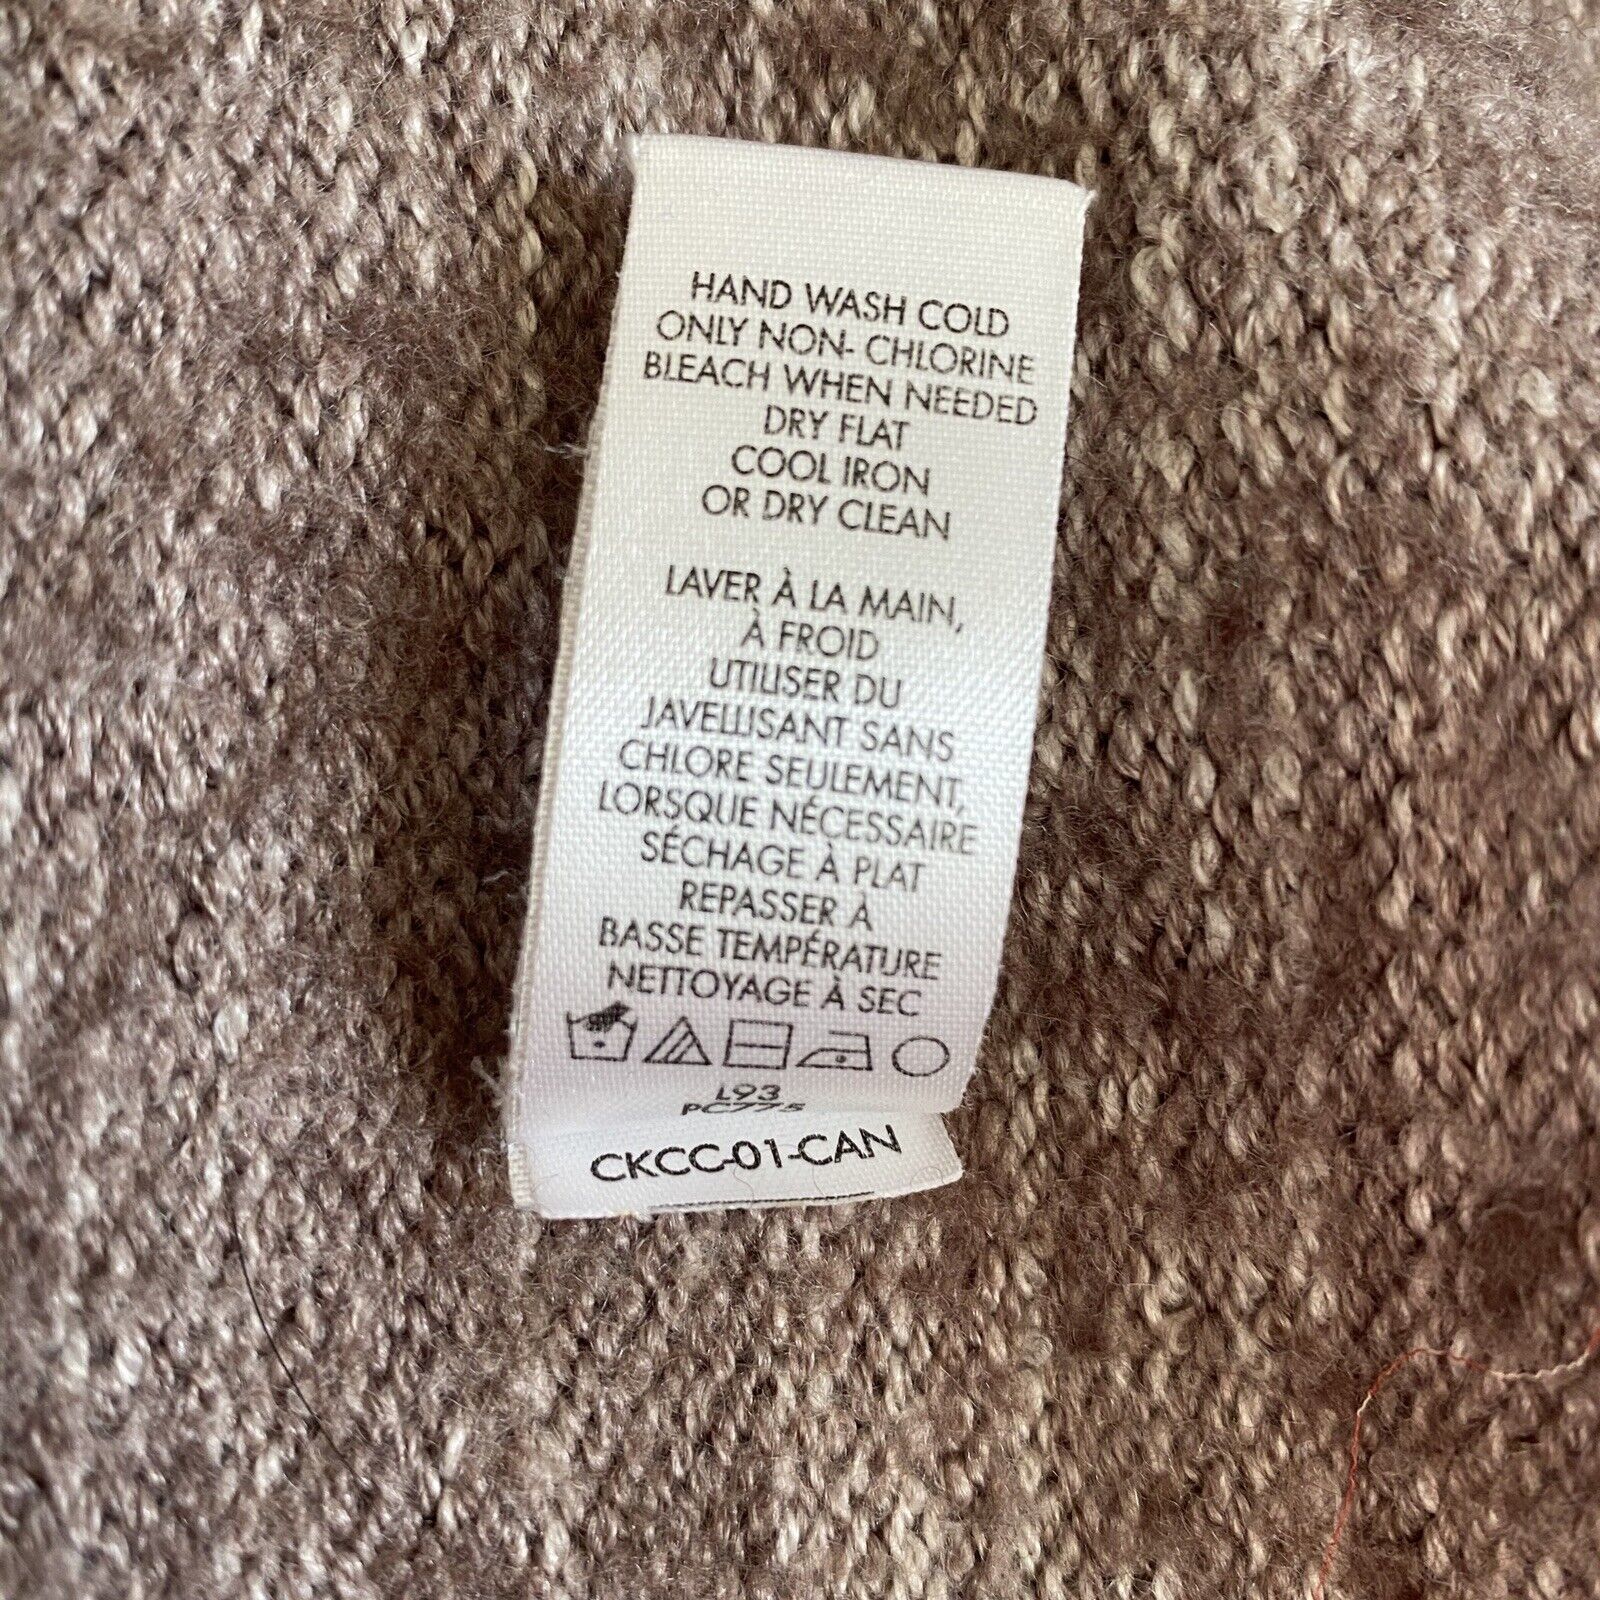 HAND WASH COLD
ONLY NON- CHLORINE
BLEACH WHEN NEEDED
DRY FLAT
COOL IRON
OR DRY CLEAN
LAVER À LA MAIN,
À FROID
UTILISER DU
JAVELLISANT SANS
CHLORE SEULEMENT,
LORSQUE NÉCESSAIRE
SÉCHAGE À PLAT
REPASSER À
BASSE TEMPÉRATURE
NETTOYAGE À SEC
L93
PC775
CKCC-01-CAN